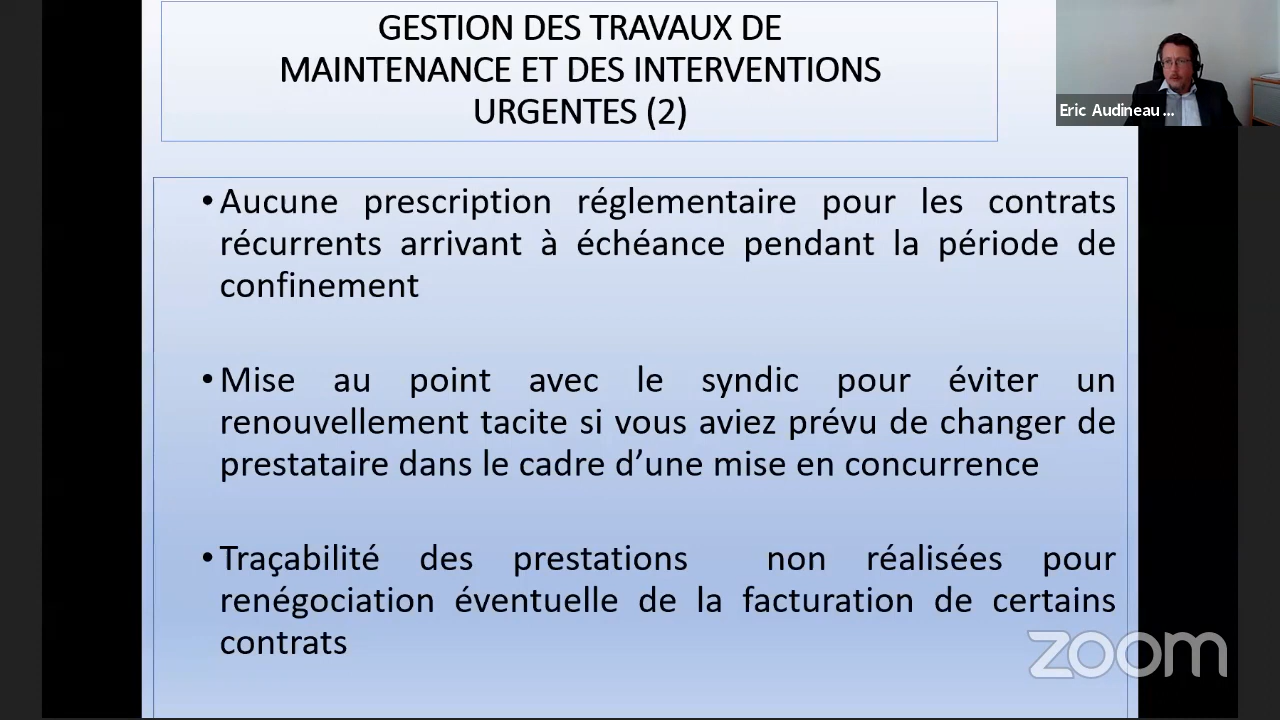 GESTION DES TRAVAUX DE
MAINTENANCE ET DES INTERVENTIONS
URGENTES (2)
Eric Audineau ...
•Aucune prescription réglementaire pour les contrats
récurrents arrivant à échéance pendant la période de
confinement
•Mise au point avec le syndic pour éviter un
renouvellement tacite si vous aviez prévu de changer de
prestataire dans le cadre d’une mise en concurrence
•Traçabilité des prestations non réalisées pour
renégociation éventuelle de la facturation de certains
contrats
zoom